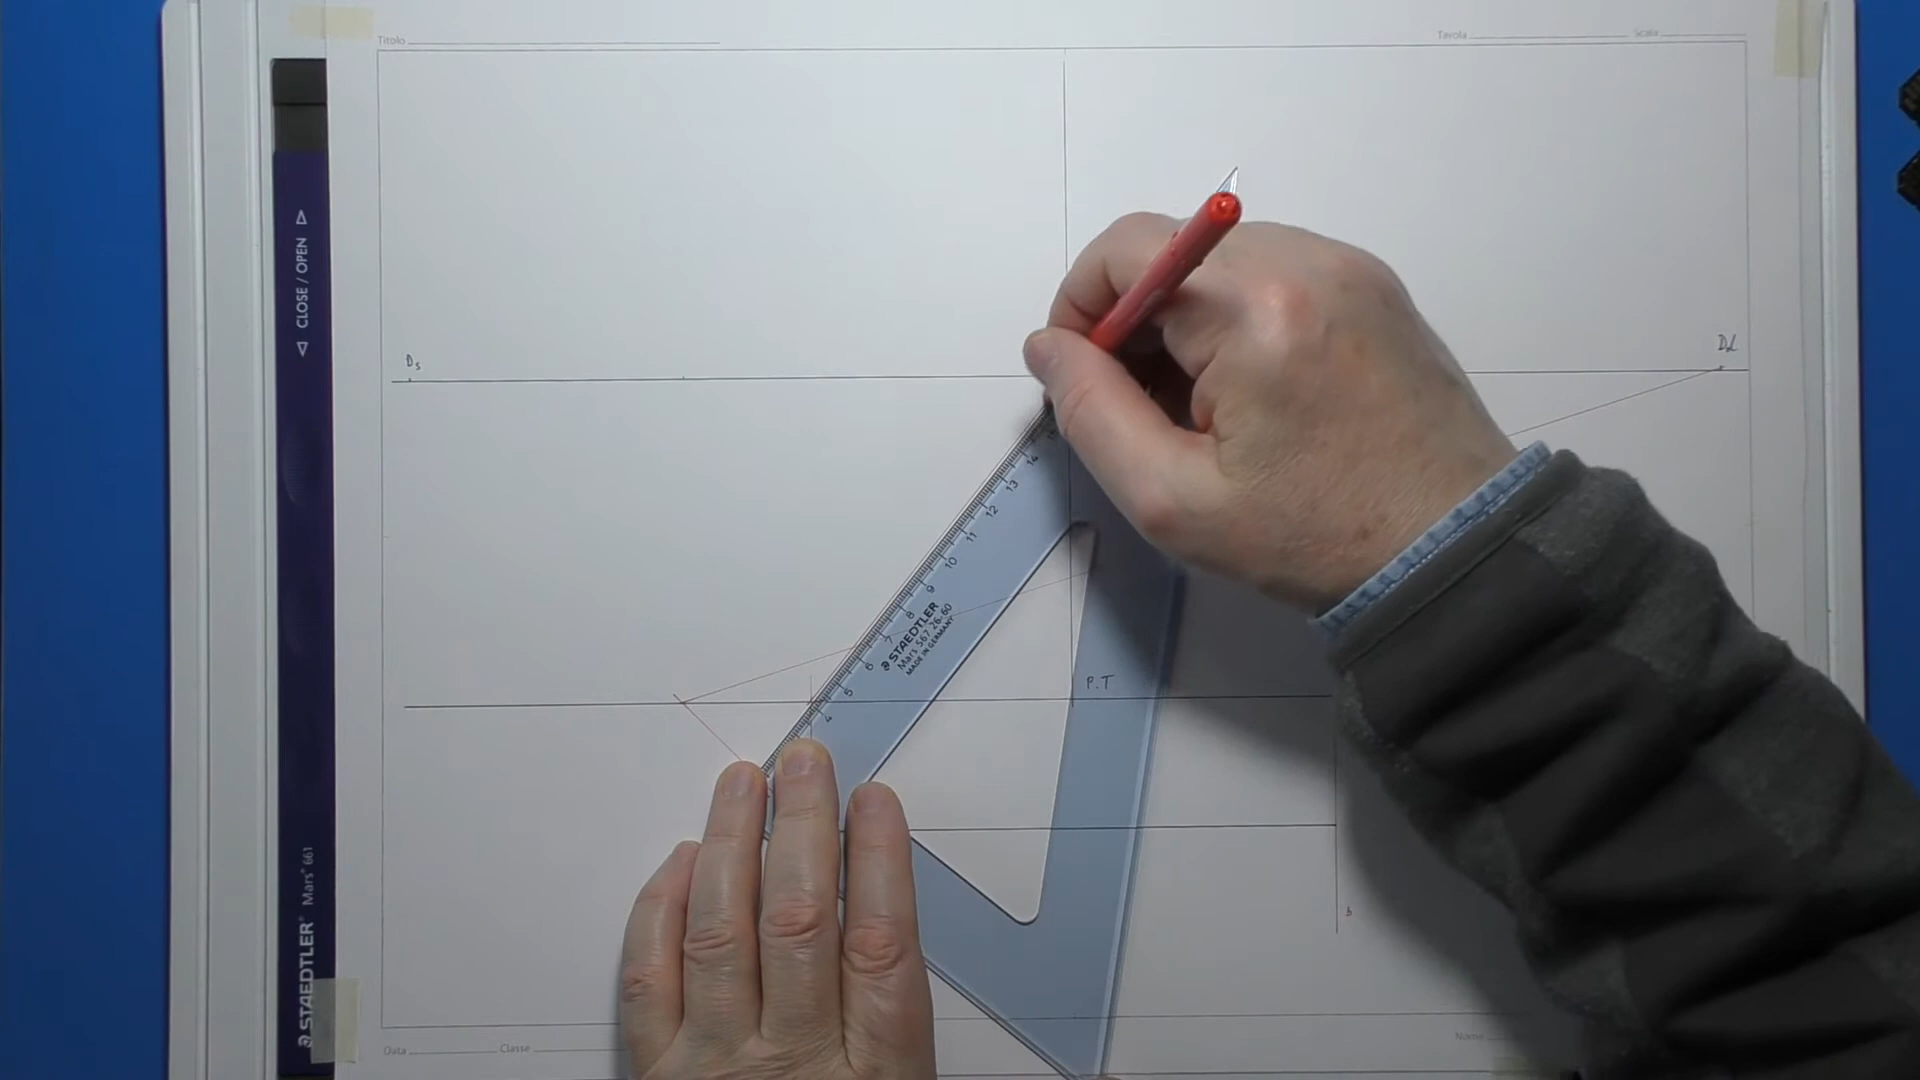 Titolo
Tavola Scala
◁ CLOSE / OPEN ▷
Ds
Dd
14
13
12
11
10
9
8
7
6
5
4
STAEDTLER
Mars 567 26-60
MADE IN GERMANY
P.T
b
STAEDTLER® Mars® 661
Data Classe
Nome